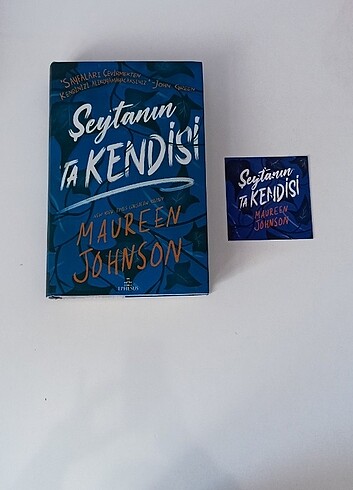 "SAYFALARI ÇEVİRMEKTEN
KENDİNİZİ ALIKOYAMAYACAKSINIZ." -JOHN GREEN
Şeytanın
TA KENDİSİ
MAUREEN
JOHNSON
EPHESUS
Şeytanın
TA KENDİSİ
MAUREEN
JOHNSON